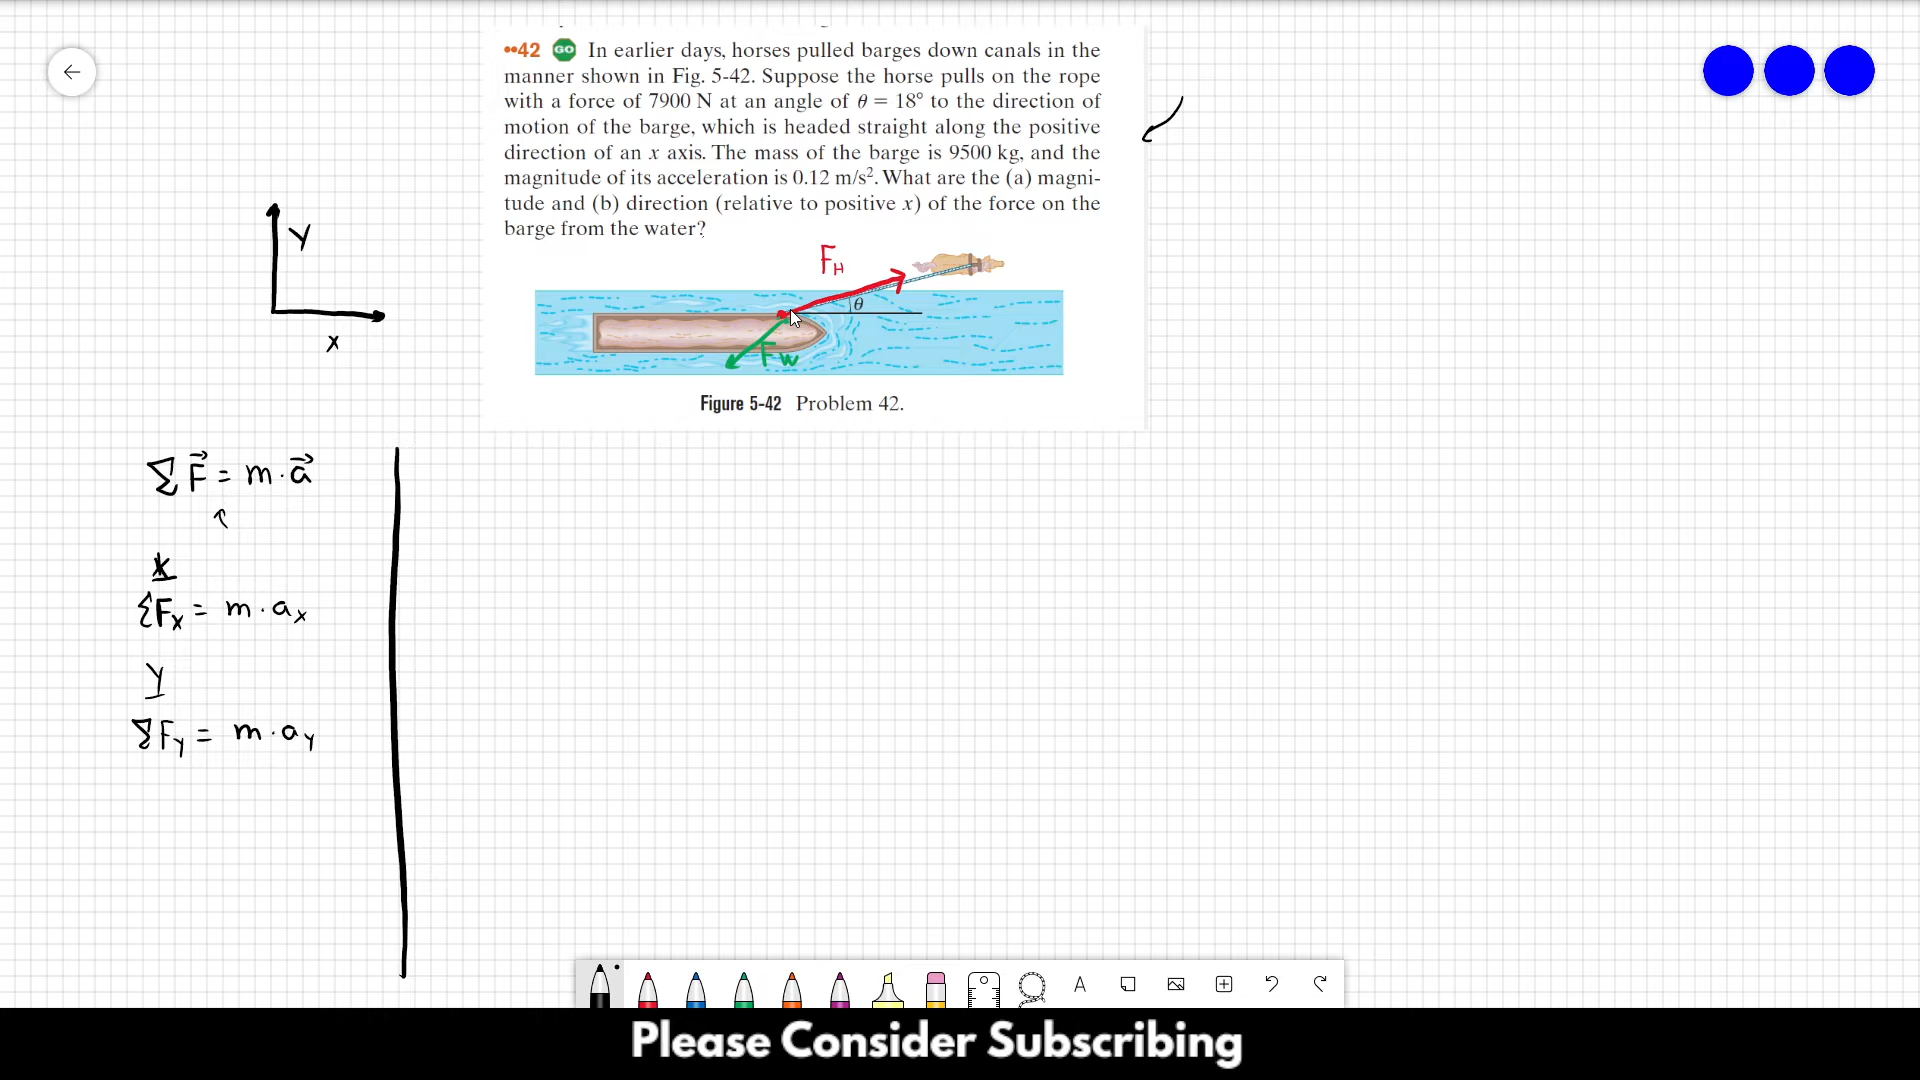 ••42 GO In earlier days, horses pulled barges down canals in the
manner shown in Fig. 5-42. Suppose the horse pulls on the rope
with a force of 7900 N at an angle of θ = 18° to the direction of
motion of the barge, which is headed straight along the positive
direction of an x axis. The mass of the barge is 9500 kg, and the
magnitude of its acceleration is 0.12 m/s². What are the (a) magni-
tude and (b) direction (relative to positive x) of the force on the
barge from the water?
y
x
F_H
θ
F_W
Figure 5-42 Problem 42.
∑F⃗ = m·a⃗
x
∑Fx = m·ax
y
∑Fy = m·ay
A
Please Consider Subscribing